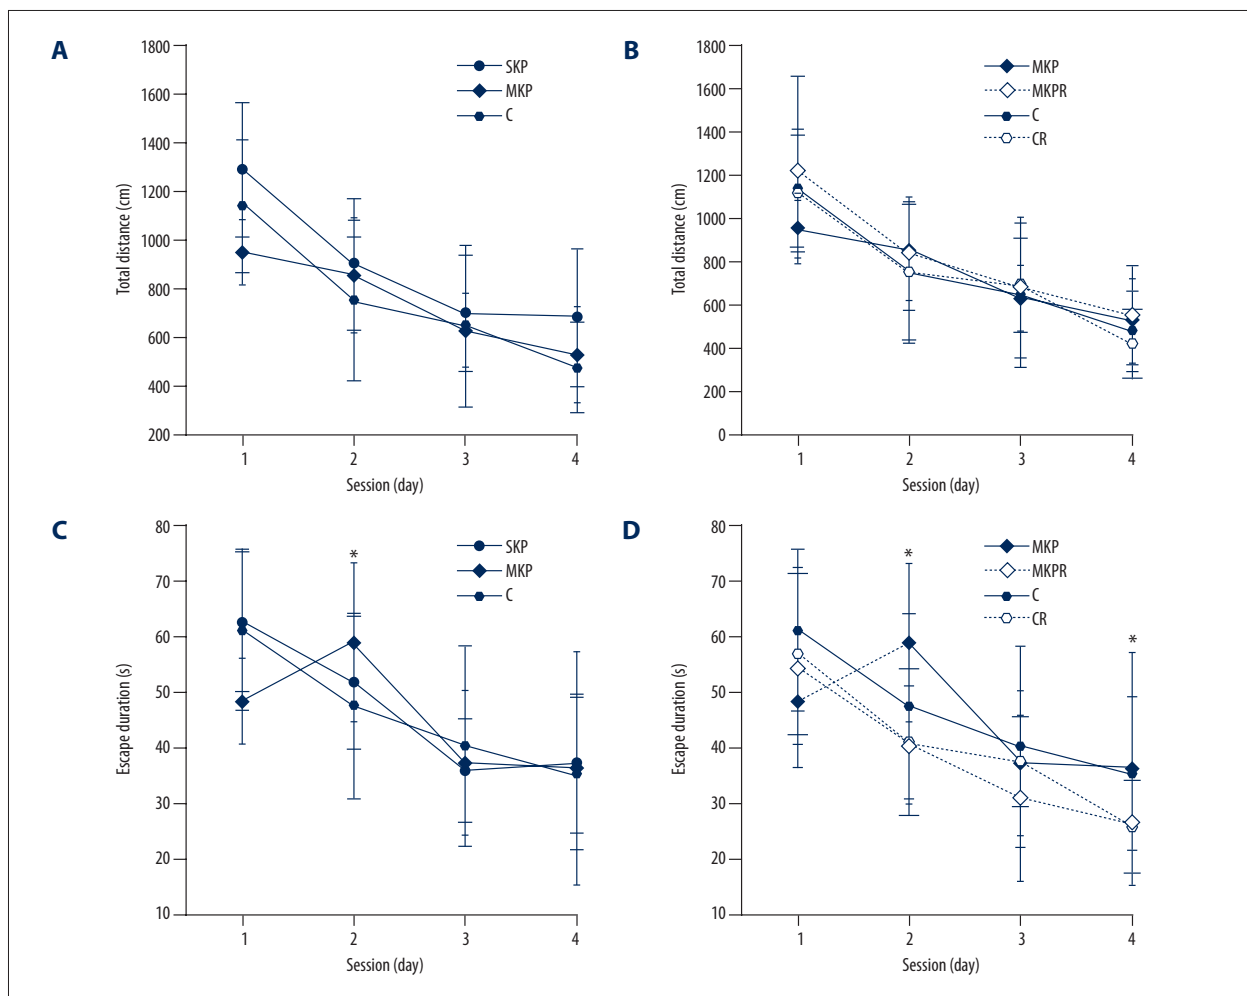 A
1800
1600
1400
1200
1000
800
600
400
200
Total distance (cm)
SKP
MKP
C
1
2
3
4
Session (day)
B
1800
1600
1400
1200
1000
800
600
400
200
0
Total distance (cm)
MKP
MKPR
C
CR
1
2
3
4
Session (day)
C
80
70
60
50
40
30
20
10
Escape duration (s)
*
SKP
MKP
C
1
2
3
4
Session (day)
D
80
70
60
50
40
30
20
10
Escape duration (s)
*
MKP
MKPR
C
CR
*
1
2
3
4
Session (day)